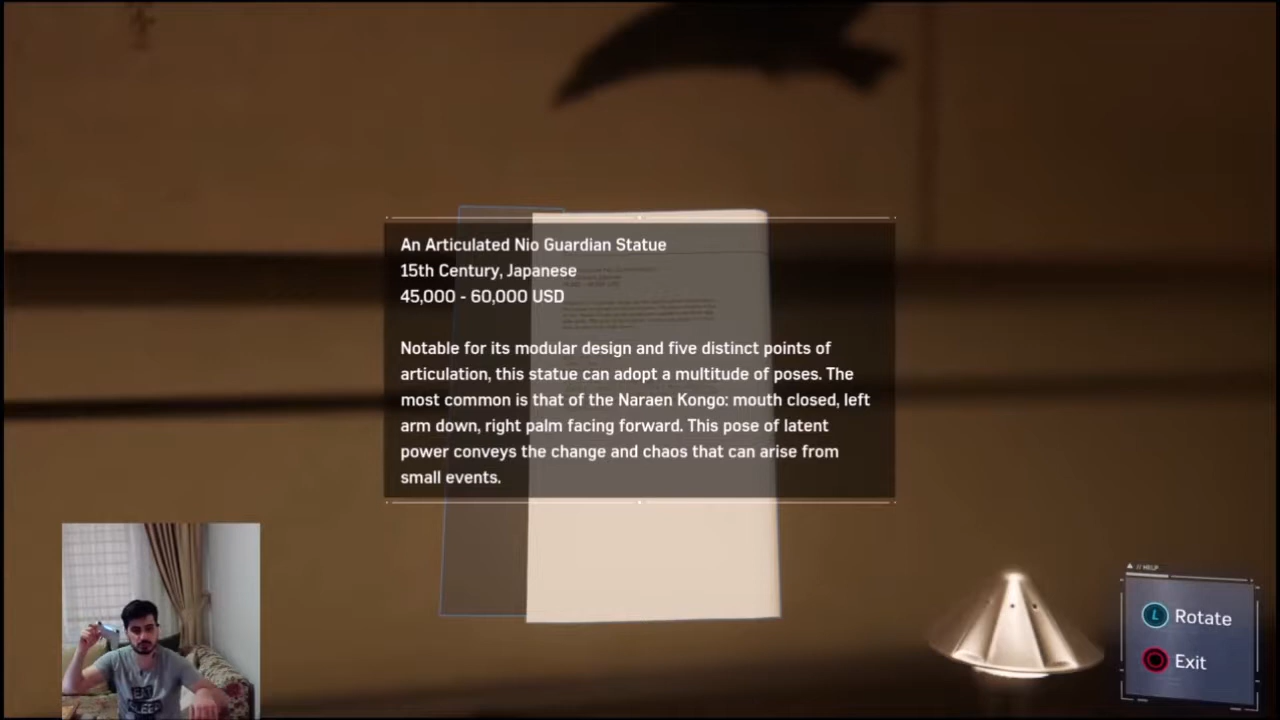 An Articulated Nio Guardian Statue
15th Century, Japanese
45,000 - 60,000 USD
Notable for its modular design and five distinct points of
articulation, this statue can adopt a multitude of poses. The
most common is that of the Naraen Kongo: mouth closed, left
arm down, right palm facing forward. This pose of latent
power conveys the change and chaos that can arise from
small events.
// HELP
L Rotate
Exit
EAT
SLEEP